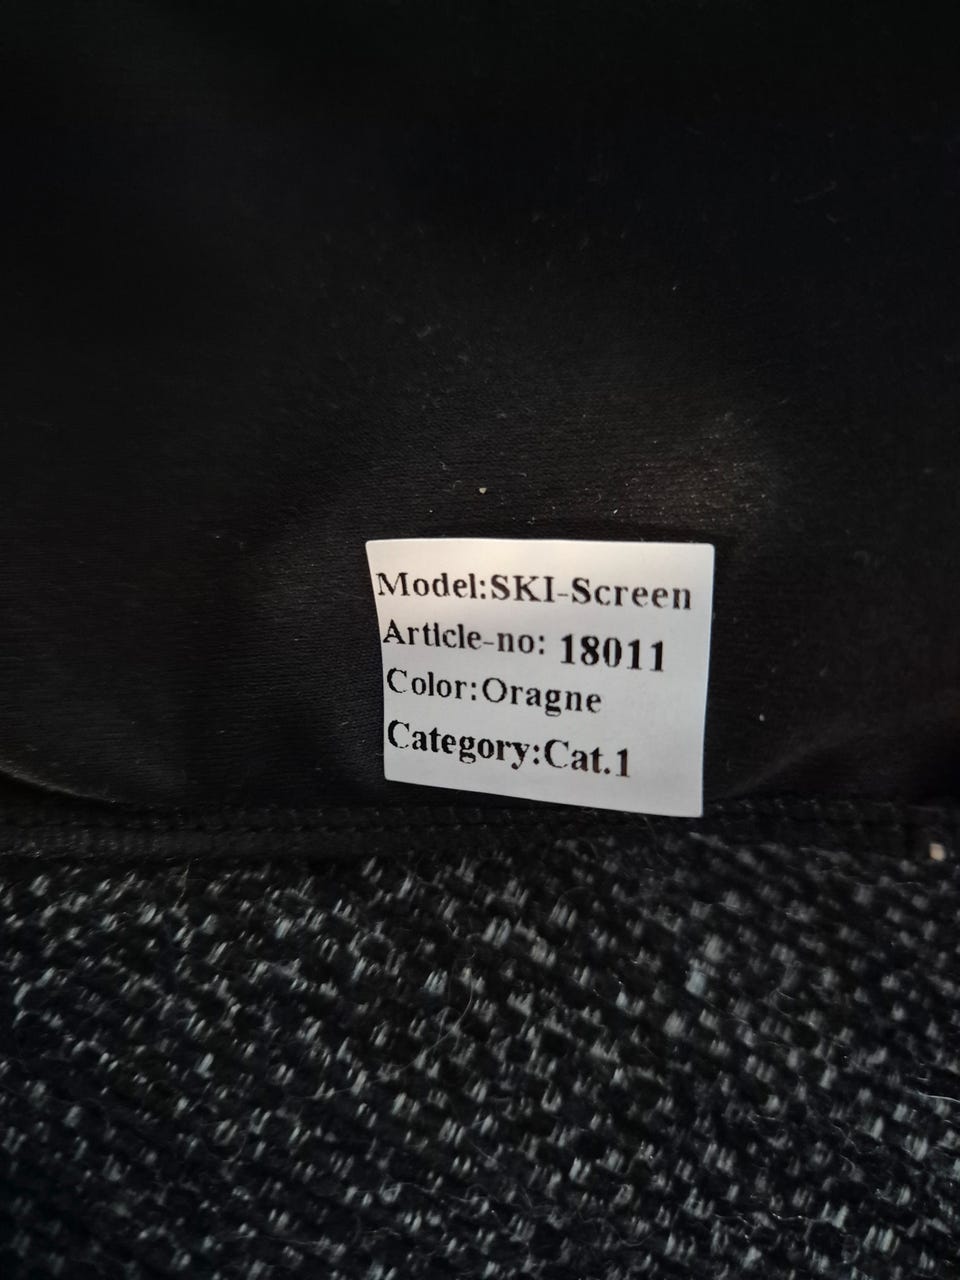 Model:SKI-Screen
Article-no: 18011
Color:Oragne
Category:Cat.1